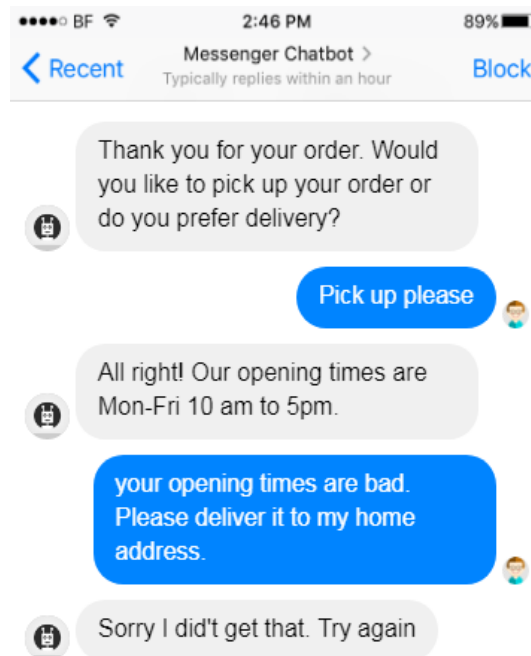 BF 2:46 PM 89%
Recent Messenger Chatbot > Block
Typically replies within an hour
Thank you for your order. Would
you like to pick up your order or
do you prefer delivery?
Pick up please
All right! Our opening times are
Mon-Fri 10 am to 5pm.
your opening times are bad.
Please deliver it to my home
address.
Sorry I did't get that. Try again